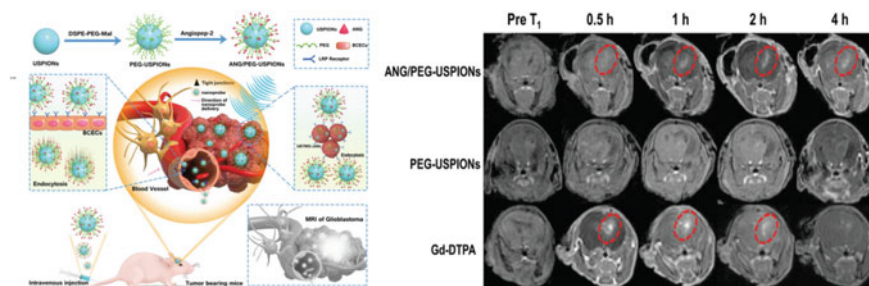 DSPE-PEG-Mal
Angiopep-2
USPIONs
PEG-USPIONs
ANG/PEG-USPIONs
USPIONs
ANG
PEG
BCECs
LRP Receptor
Tight junctions
nanoprobe
Direction of
nanoprobe
delivery
BCECs
Endocytosis
Blood Vessel
Endocytosis
MRI of Glioblastoma
Intravenous injection
Tumor bearing mice
Pre T₁
0.5 h
1 h
2 h
4 h
ANG/PEG-USPIONs
PEG-USPIONs
Gd-DTPA